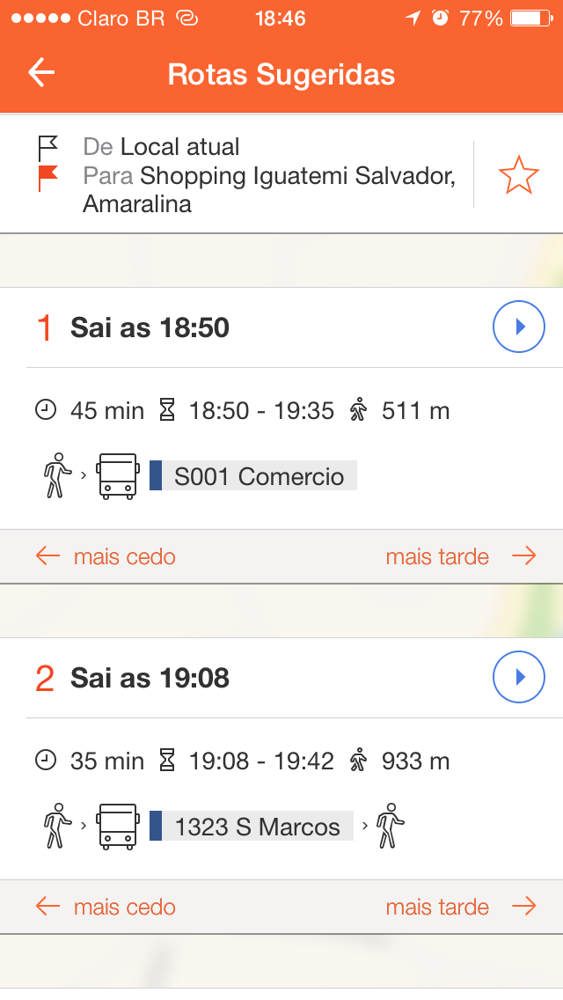 Claro BR 18:46 77%
Rotas Sugeridas
De Local atual
Para Shopping Iguatemi Salvador,
Amaralina
1 Sai as 18:50
45 min 18:50 - 19:35 511 m
S001 Comercio
mais cedo mais tarde
2 Sai as 19:08
35 min 19:08 - 19:42 933 m
1323 S Marcos
mais cedo mais tarde